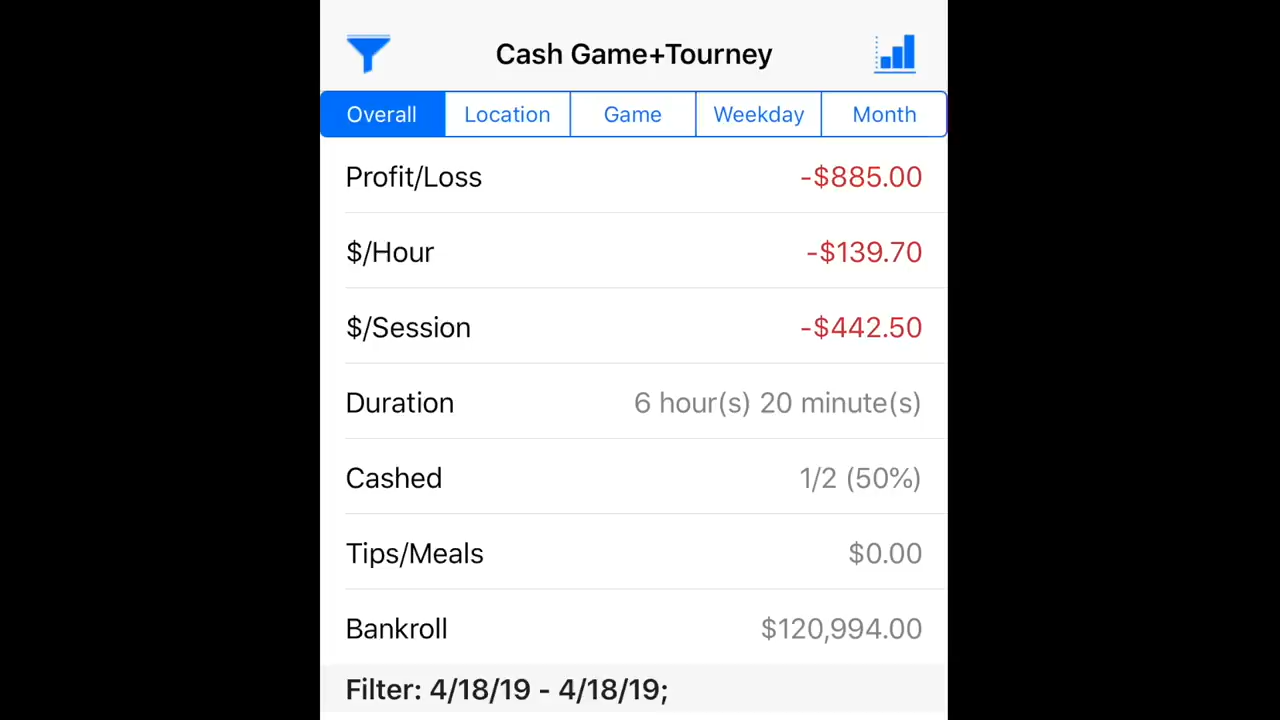 Cash Game+Tourney
Overall Location Game Weekday Month
Profit/Loss -$885.00
$/Hour -$139.70
$/Session -$442.50
Duration 6 hour(s) 20 minute(s)
Cashed 1/2 (50%)
Tips/Meals $0.00
Bankroll $120,994.00
Filter: 4/18/19 - 4/18/19;